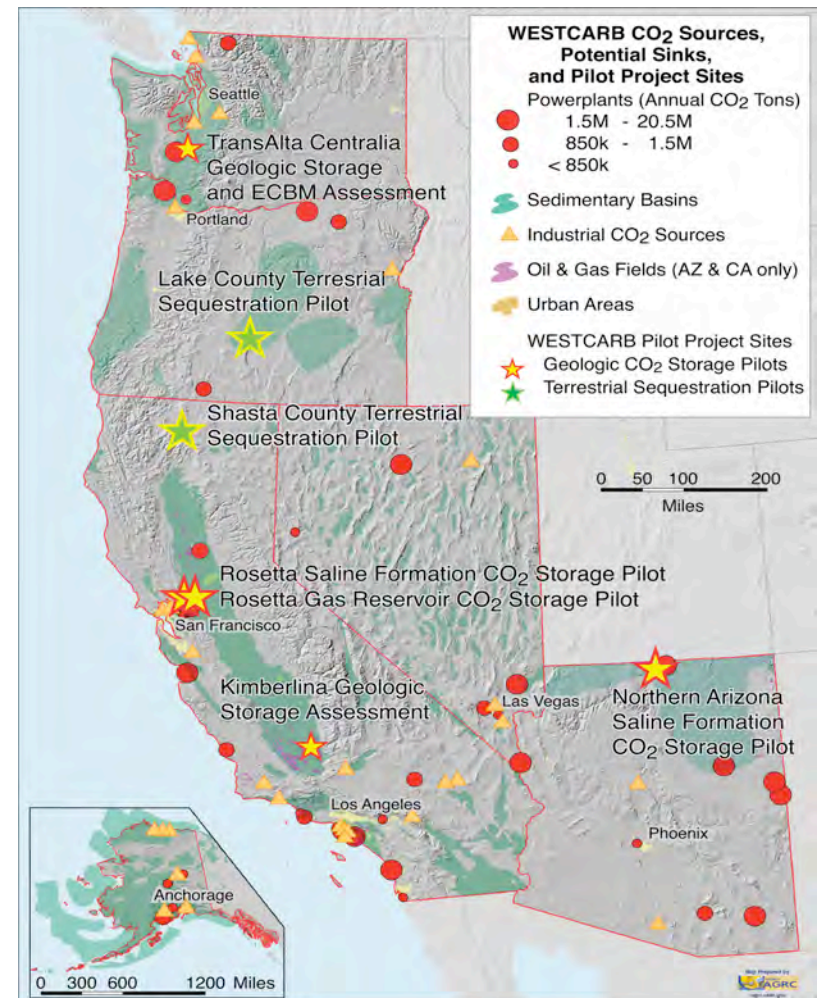 WESTCARB CO2 Sources,
Potential Sinks,
and Pilot Project Sites
Powerplants (Annual CO2 Tons)
1.5M - 20.5M
850k - 1.5M
< 850k
Sedimentary Basins
Industrial CO2 Sources
Oil & Gas Fields (AZ & CA only)
Urban Areas
WESTCARB Pilot Project Sites
Geologic CO2 Storage Pilots
Terrestrial Sequestration Pilots
Seattle
TransAlta Centralia
Geologic Storage
and ECBM Assessment
Portland
Lake County Terresrial
Sequestration Pilot
Shasta County Terrestrial
Sequestration Pilot
0 50 100 200
Miles
Rosetta Saline Formation CO2 Storage Pilot
Rosetta Gas Reservoir CO2 Storage Pilot
San Francisco
Kimberlina Geologic
Storage Assessment
Las Vegas
Northern Arizona
Saline Formation
CO2 Storage Pilot
Los Angeles
Phoenix
Anchorage
0 300 600 1200 Miles
Map Prepared by
AGRC